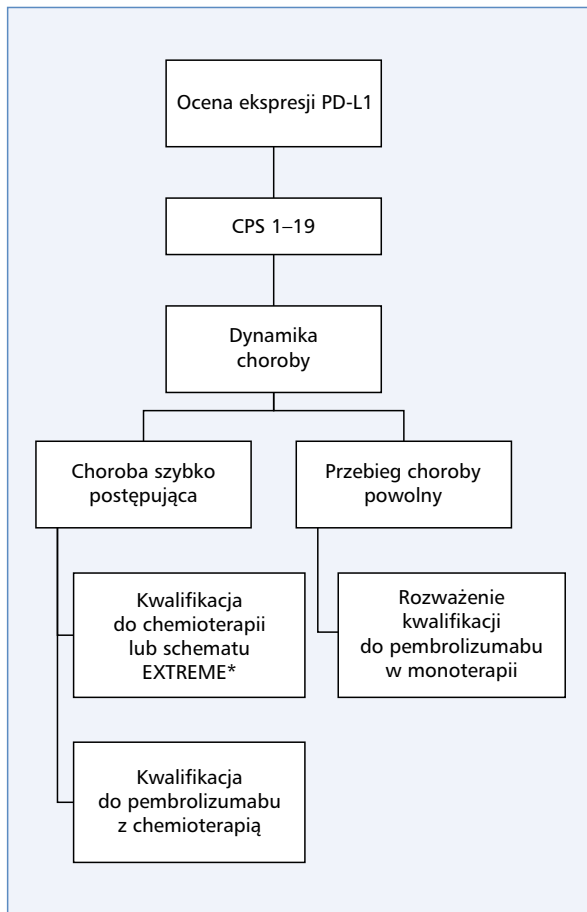 Ocena ekspresji PD-L1
CPS 1–19
Dynamika
choroby
Choroba szybko
postępująca
Przebieg choroby
powolny
Kwalifikacja
do chemioterapii
lub schematu
EXTREME*
Rozważenie
kwalifikacji
do pembrolizumabu
w monoterapii
Kwalifikacja
do pembrolizumabu
z chemioterapią